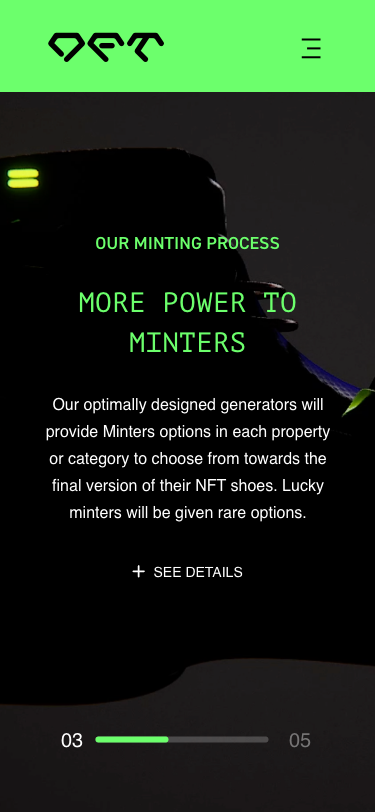 OFT
OUR MINTING PROCESS
MORE POWER TO
MINTERS
Our optimally designed generators will
provide Minters options in each property
or category to choose from towards the
final version of their NFT shoes. Lucky
minters will be given rare options.
+ SEE DETAILS
03 05